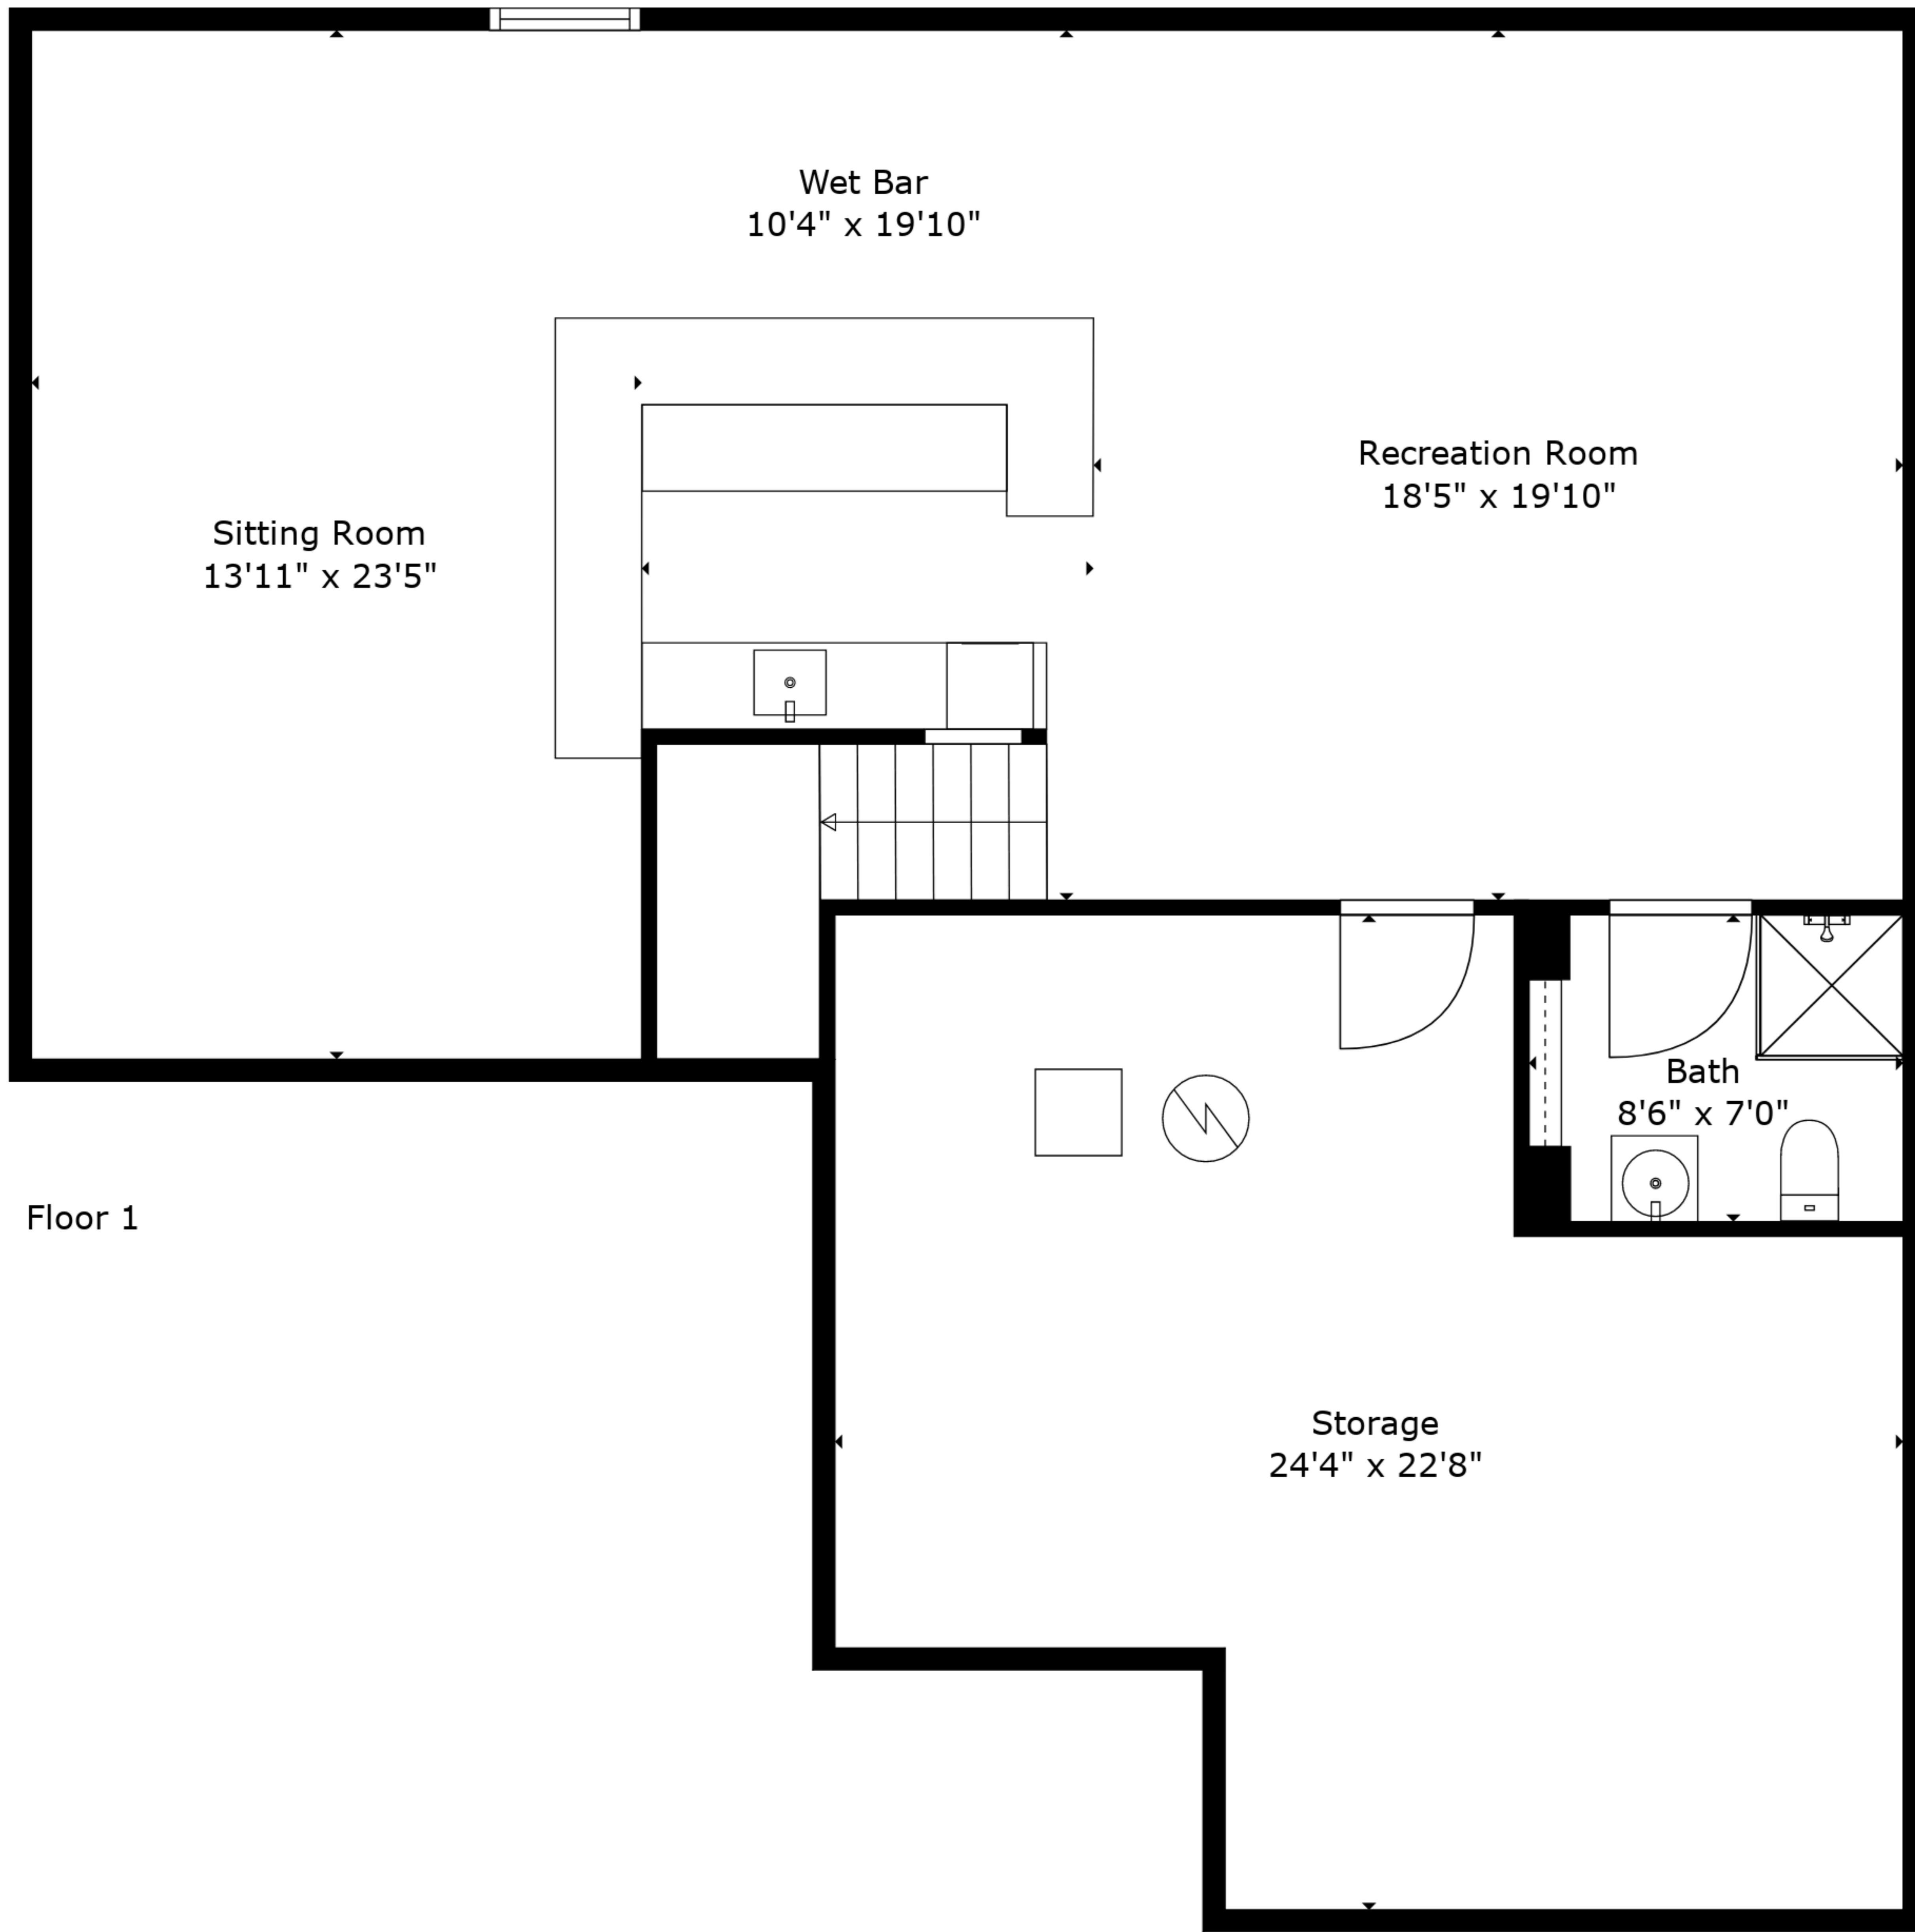 Wet Bar
10'4" x 19'10"
Recreation Room
18'5" x 19'10"
Sitting Room
13'11" x 23'5"
Bath
8'6" x 7'0"
Floor 1
Storage
24'4" x 22'8"